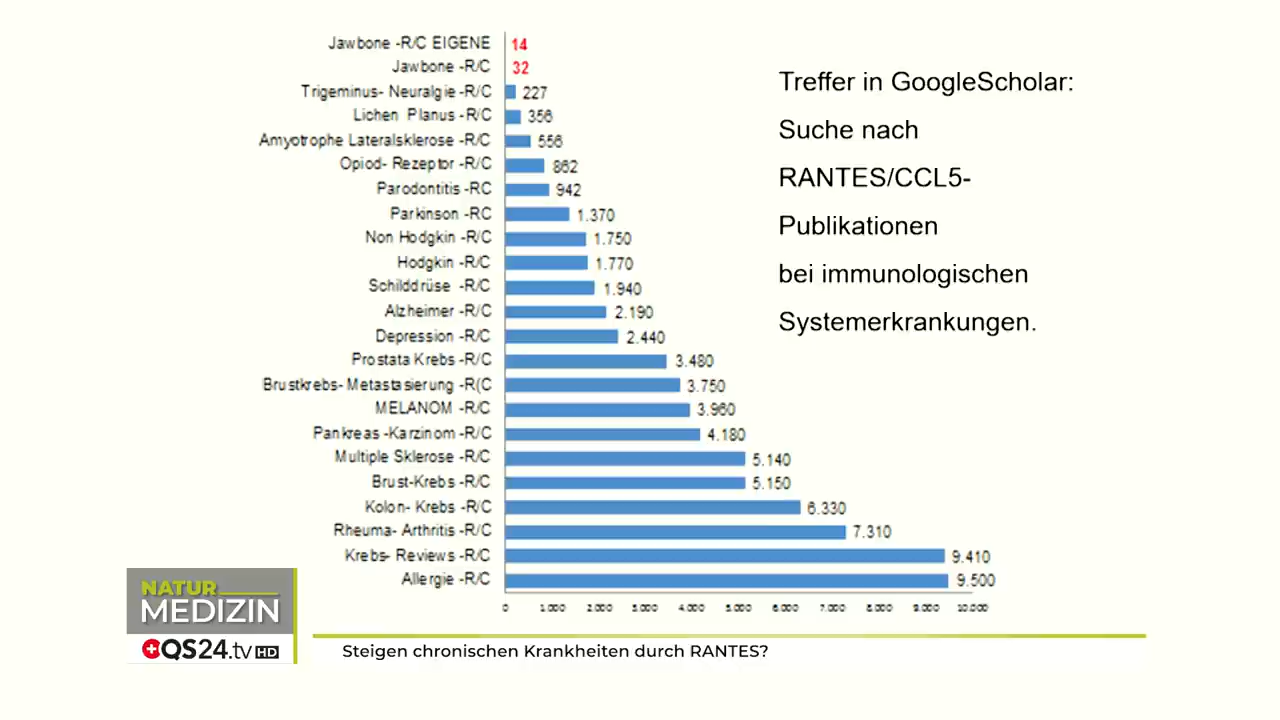 Jawbone -R/C EIGENE 14
Jawbone -R/C 32
Trigeminus- Neuralgie -R/C 227
Lichen Planus -R/C 356
Amyotrophe Lateralsklerose -R/C 556
Opiod- Rezeptor -R/C 862
Parodontitis -RC 942
Parkinson -RC 1.370
Non Hodgkin -R/C 1.750
Hodgkin -R/C 1.770
Schilddrüse -R/C 1.940
Alzheimer -R/C 2.190
Depression -R/C 2.440
Prostata Krebs -R/C 3.480
Brustkrebs- Metastasierung -R(C 3.750
MELANOM -R/C 3.960
Pankreas -Karzinom -R/C 4.180
Multiple Sklerose -R/C 5.140
Brust-Krebs -R/C 5.150
Kolon- Krebs -R/C 6.330
Rheuma- Arthritis -R/C 7.310
Krebs- Reviews -R/C 9.410
Allergie -R/C 9.500
0 1.000 2.000 3.000 4.000 5.000 6.000 7.000 8.000 9.000 10.000
Treffer in GoogleScholar:
Suche nach
RANTES/CCL5-
Publikationen
bei immunologischen
Systemerkrankungen.
NATUR
MEDIZIN
QS24.tv HD
Steigen chronischen Krankheiten durch RANTES?